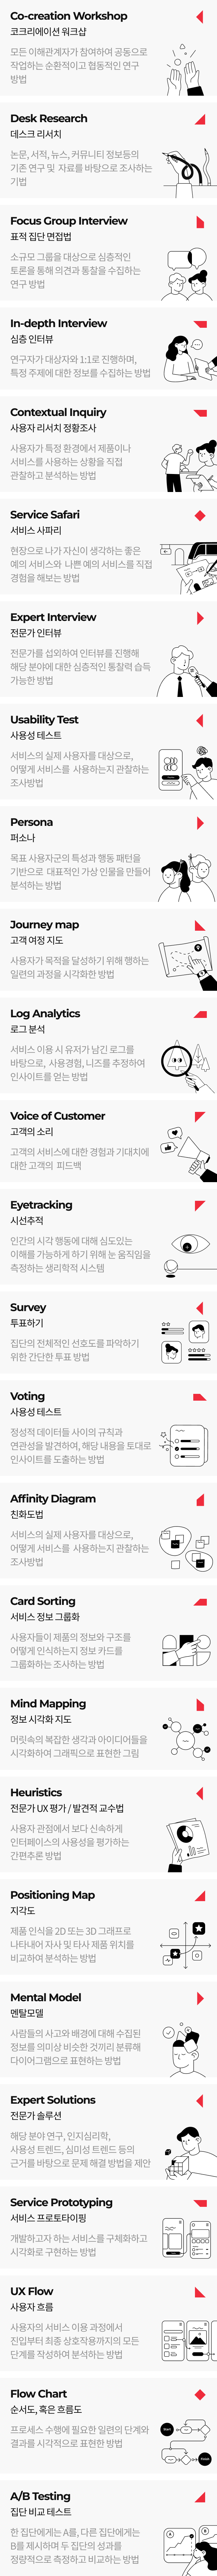 Co-creation Workshop
코크리에이션 워크샵
모든 이해관계자가 참여하여 공동으로
작업하는 순환적이고 협동적인 연구
방법
Desk Research
데스크 리서치
논문, 서적, 뉴스, 커뮤니티 정보등의
기존 연구 및 자료를 바탕으로 조사하는
기법
Focus Group Interview
표적 집단 면접법
소규모 그룹을 대상으로 심층적인
토론을 통해 의견과 통찰을 수집하는
연구 방법
In-depth Interview
심층 인터뷰
연구자가 대상자와 1:1로 진행하며,
특정 주제에 대한 정보를 수집하는 방법
Contextual Inquiry
사용자 리서치 정황조사
사용자가 특정 환경에서 제품이나
서비스를 사용하는 상황을 직접
관찰하고 분석하는 방법
Service Safari
서비스 사파리
현장으로 나가 자신이 생각하는 좋은
예의 서비스와 나쁜 예의 서비스를 직접
경험을 해보는 방법
Expert Interview
전문가 인터뷰
전문가를 섭외하여 인터뷰를 진행해
해당 분야에 대한 심층적인 통찰력 습득
가능한 방법
Usability Test
사용성 테스트
서비스의 실제 사용자를 대상으로,
어떻게 서비스를 사용하는지 관찰하는
조사방법
Persona
퍼소나
목표 사용자군의 특성과 행동 패턴을
기반으로 대표적인 가상 인물을 만들어
분석하는 방법
Journey map
고객 여정 지도
사용자가 목적을 달성하기 위해 행하는
일련의 과정을 시각화한 방법
Log Analytics
로그 분석
서비스 이용 시 유저가 남긴 로그를
바탕으로, 사용경험, 니즈를 추정하여
인사이트를 얻는 방법
Voice of Customer
고객의 소리
고객의 서비스에 대한 경험과 기대치에
대한 고객의 피드백
Eyetracking
시선추적
인간의 시각 행동에 대해 심도있는
이해를 가능하게 하기 위해 눈 움직임을
측정하는 생리학적 시스템
Survey
투표하기
집단의 전체적인 선호도를 파악하기
위한 간단한 투표 방법
Voting
사용성 테스트
정성적 데이터들 사이의 규칙과
연관성을 발견하여, 해당 내용을 토대로
인사이트를 도출하는 방법
Affinity Diagram
친화도법
서비스의 실제 사용자를 대상으로,
어떻게 서비스를 사용하는지 관찰하는
조사방법
Card Sorting
서비스 정보 그룹화
사용자들이 제품의 정보와 구조를
어떻게 인식하는지 정보 카드를
그룹화하는 조사하는 방법
Mind Mapping
정보 시각화 지도
머릿속의 복잡한 생각과 아이디어들을
시각화하여 그래픽으로 표현한 그림
Heuristics
전문가 UX 평가 / 발견적 교수법
사용자 관점에서 보다 신속하게
인터페이스의 사용성을 평가하는
간편추론 방법
Positioning Map
지각도
제품 인식을 2D 또는 3D 그래프로
나타내어 자사 및 타사 제품 위치를
비교하여 분석하는 방법
Mental Model
멘탈모델
사람들의 사고와 배경에 대해 수집된
정보를 의미상 비슷한 것끼리 분류해
다이어그램으로 표현하는 방법
Expert Solutions
전문가 솔루션
해당 분야 연구, 인지심리학,
사용성 트렌드, 심미성 트렌드 등의
근거를 바탕으로 문제 해결 방법을 제안
Service Prototyping
서비스 프로토타이핑
개발하고자 하는 서비스를 구체화하고
시각화로 구현하는 방법
UX Flow
사용자 흐름
사용자의 서비스 이용 과정에서
진입부터 최종 상호작용까지의 모든
단계를 작성하여 분석하는 방법
Flow Chart
순서도, 혹은 흐름도
프로세스 수행에 필요한 일련의 단계와
결과를 시각적으로 표현한 방법
Start
A/B Testing
집단 비교 테스트
한 집단에게는 A를, 다른 집단에게는
B를 제시하며 두 집단의 성과를
정량적으로 측정하고 비교하는 방법
A
B